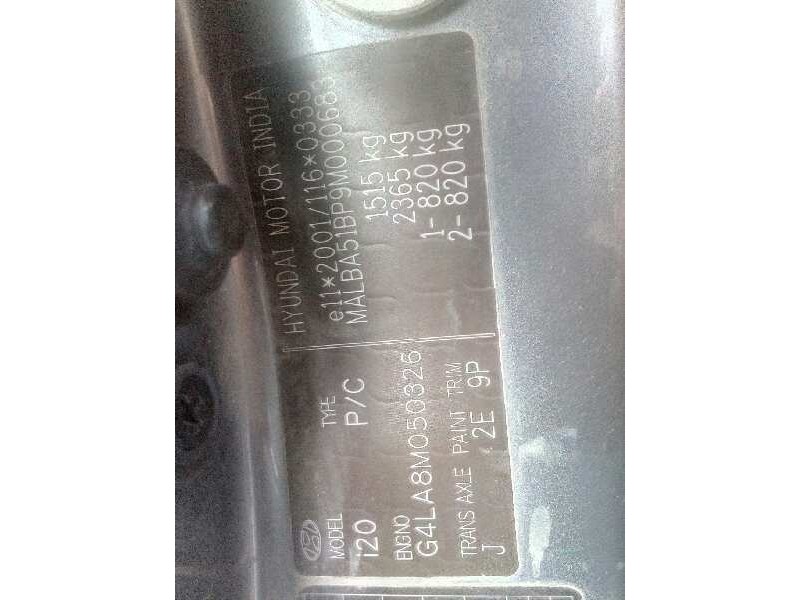 HYUNDAI MOTOR INDIA
e11*2001/116*0333
MALBA51BP9M000683
1515 kg
2365 kg
1- 820 kg
2- 820 kg
MODEL TYPE
i20 P/C
ENGNO
G4LA8M050326
TRANS AXLE PAINT TRIM
J 2E 9P